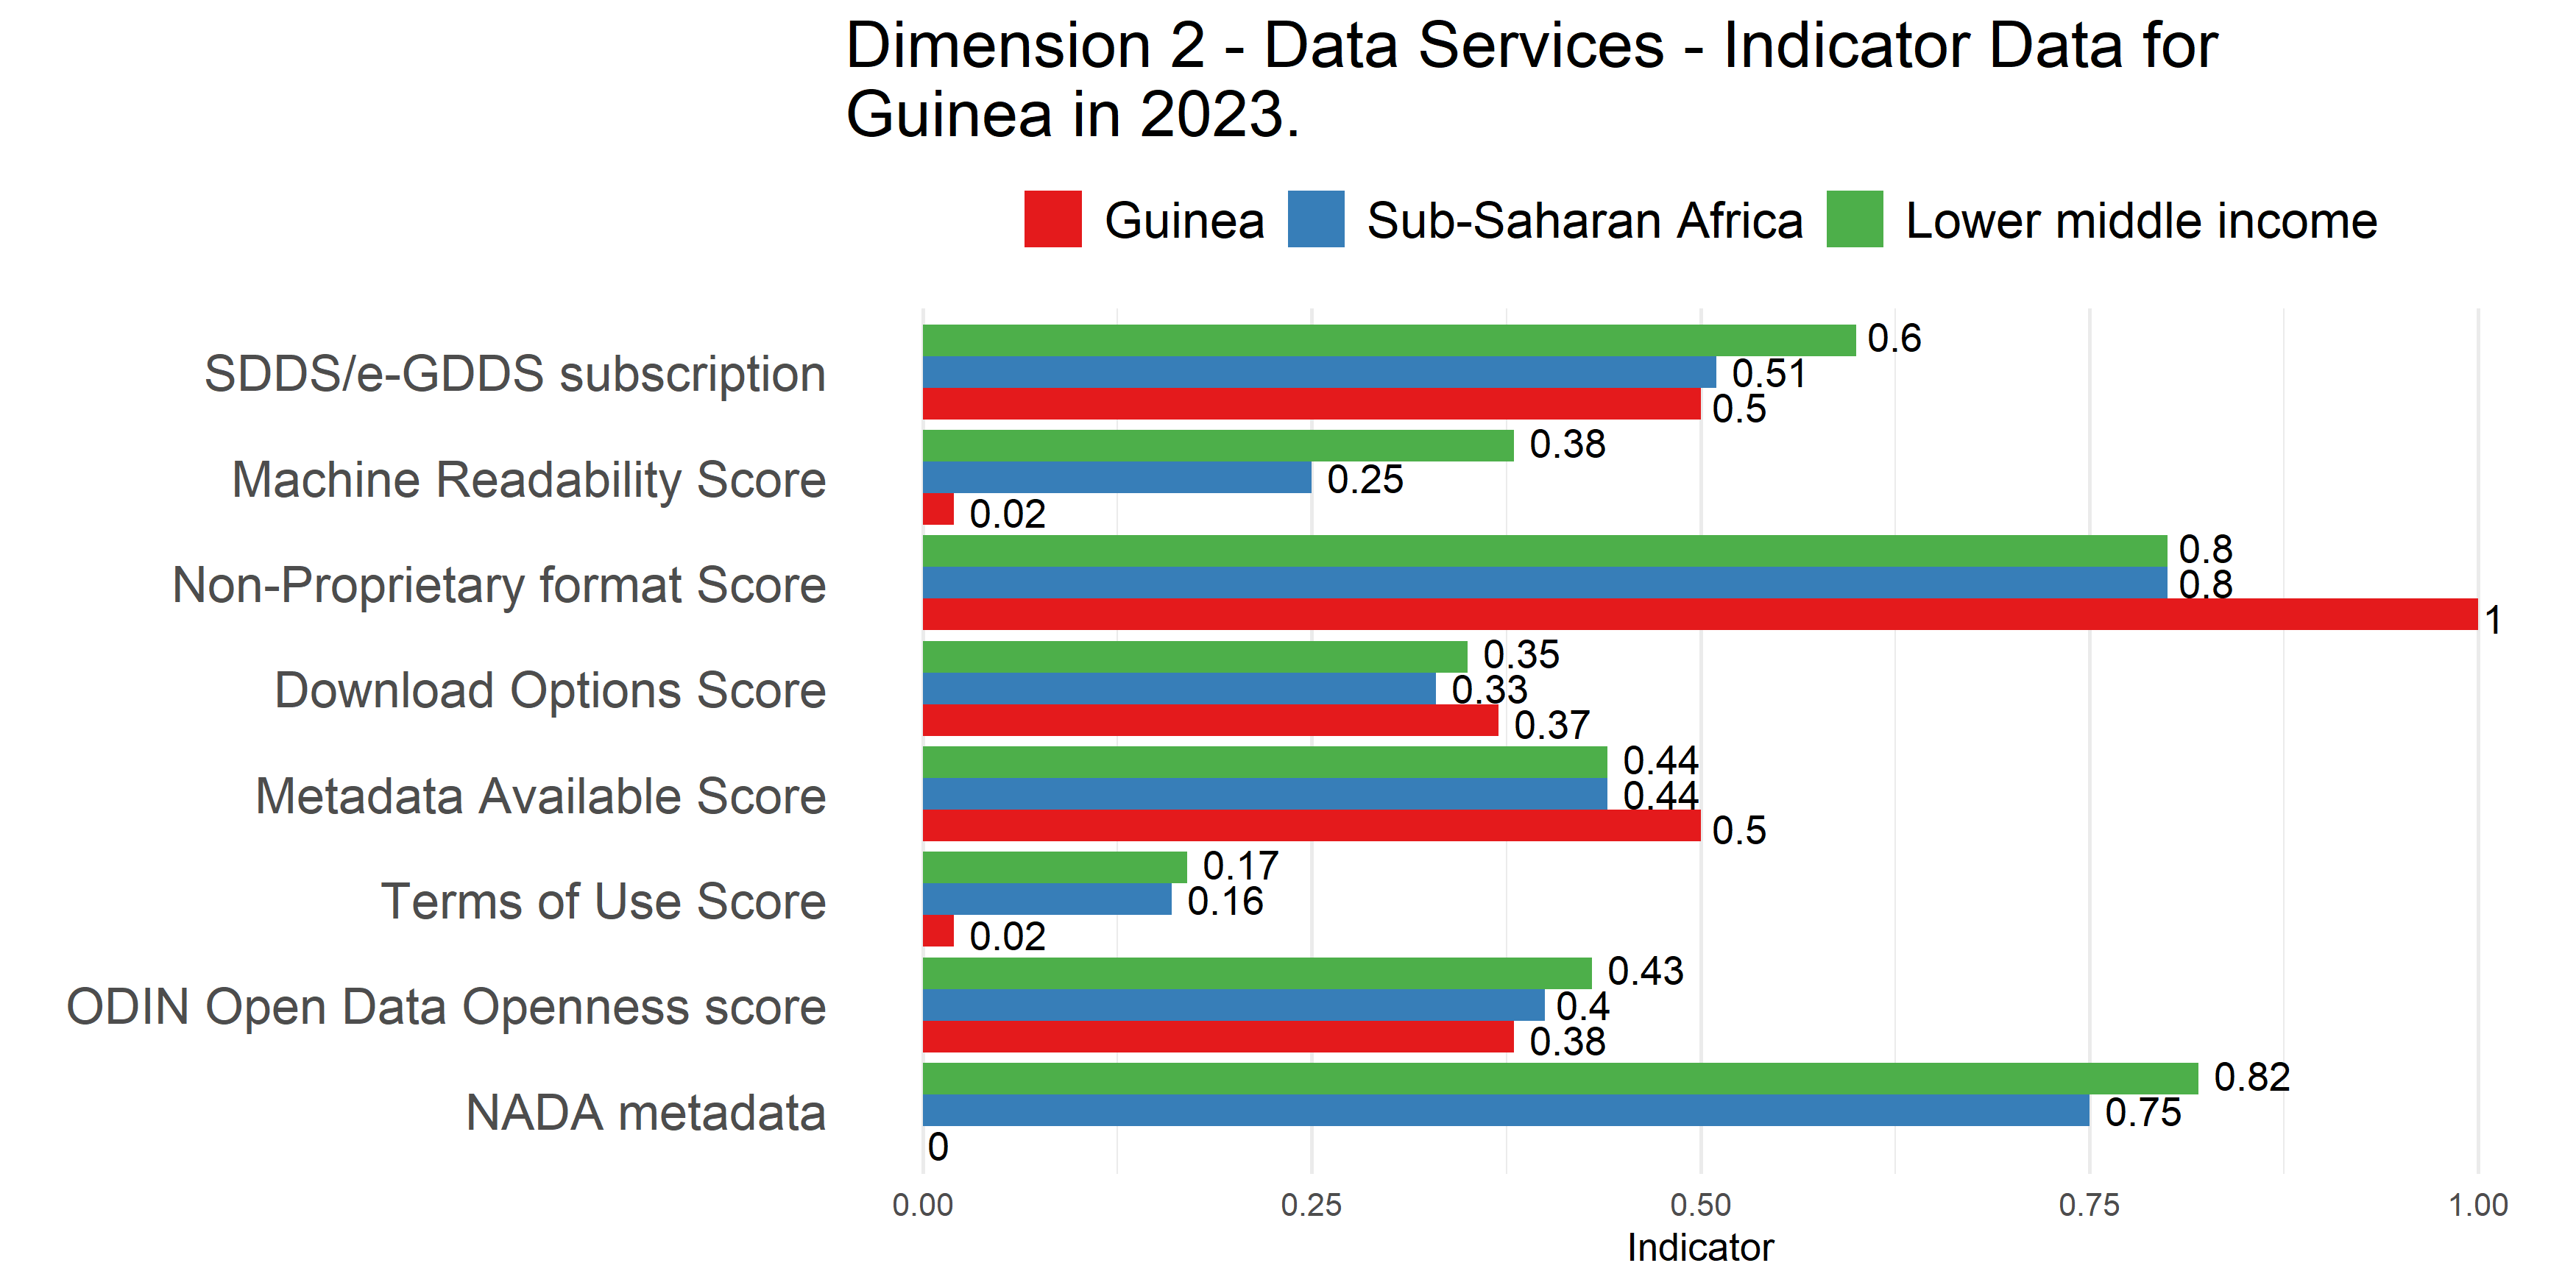 Dimension 2 - Data Services - Indicator Data for
Guinea in 2023.
Guinea Sub-Saharan Africa Lower middle income
SDDS/e-GDDS subscription
0.6
0.51
0.5
Machine Readability Score
0.38
0.25
0.02
Non-Proprietary format Score
0.8
0.8
1
Download Options Score
0.35
0.33
0.37
Metadata Available Score
0.44
0.44
0.5
Terms of Use Score
0.17
0.16
0.02
ODIN Open Data Openness score
0.43
0.4
0.38
NADA metadata
0.82
0.75
0
0.00 0.25 0.50 0.75 1.00
Indicator